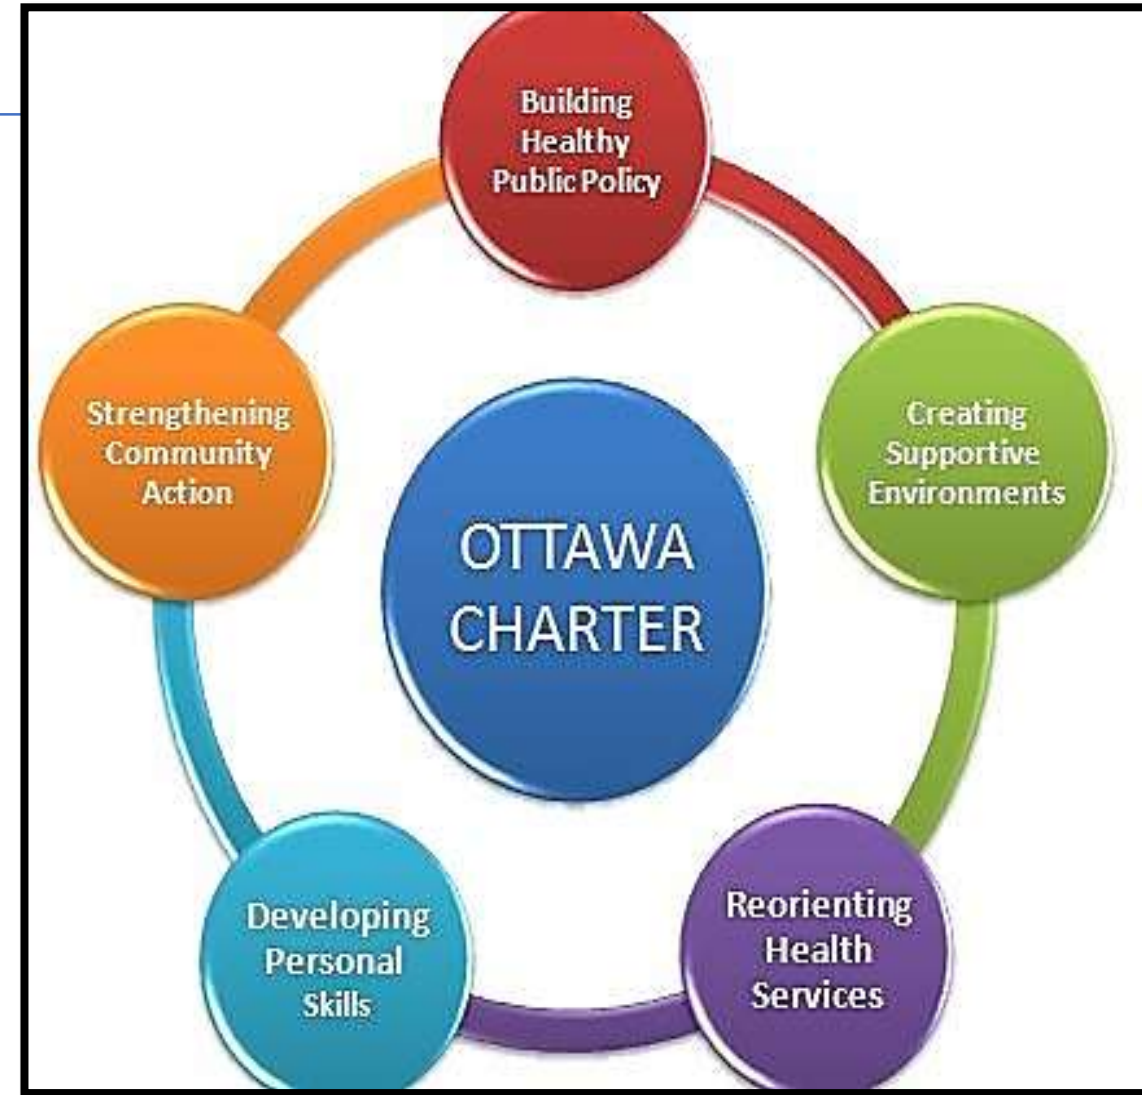 Building
Healthy
Public Policy
Strengthening
Community
Action
Creating
Supportive
Environments
OTTAWA
CHARTER
Developing
Personal
Skills
Reorienting
Health
Services